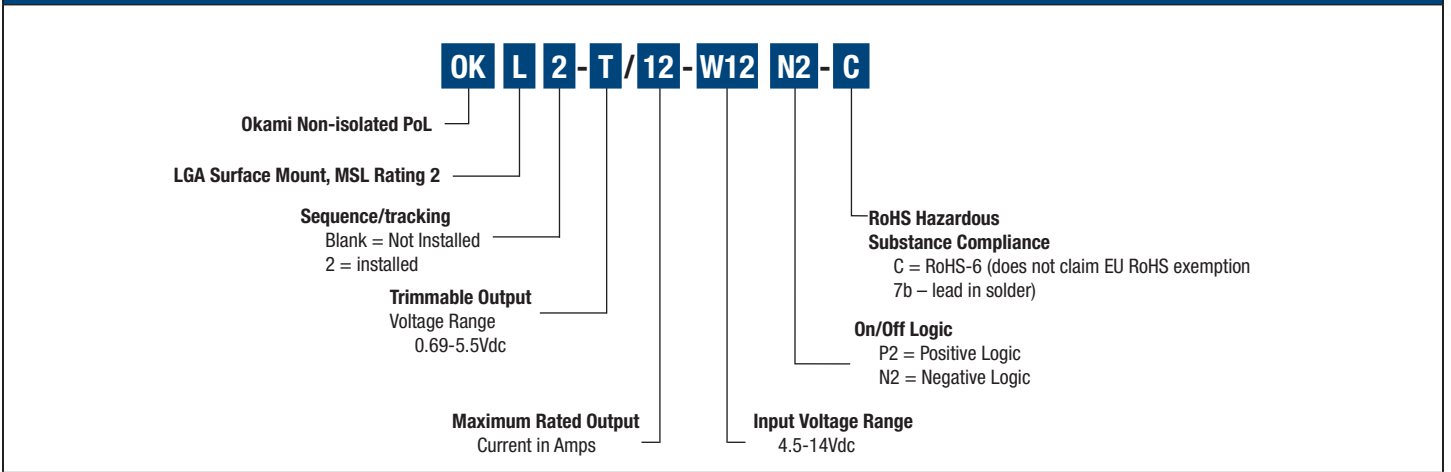 OK L 2 - T / 12 - W12 N2 - C
Okami Non-isolated PoL
LGA Surface Mount, MSL Rating 2
Sequence/tracking
Blank = Not Installed
2 = installed
Trimmable Output
Voltage Range
0.69-5.5Vdc
Maximum Rated Output
Current in Amps
Input Voltage Range
4.5-14Vdc
On/Off Logic
P2 = Positive Logic
N2 = Negative Logic
RoHS Hazardous
Substance Compliance
C = RoHS-6 (does not claim EU RoHS exemption
7b – lead in solder)